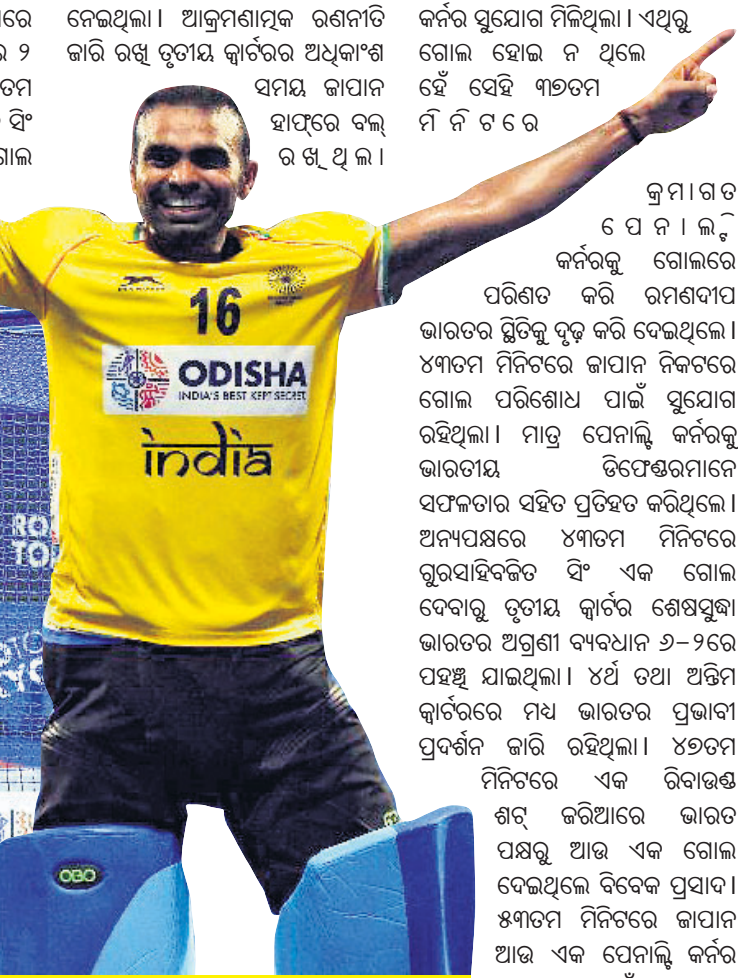 ରେ
୨
ତମ
ସିଂ
ଗୋଲ
ନେଇଥିଲା। ଆକ୍ରମଣାତ୍ମକ ରଣନୀତି
ଜାରି ରଖି ତୃତୀୟ କ୍ୱାର୍ଟରର ଅଧିକାଂଶ
ସମୟ ଜାପାନ
ହାଫ୍‌ରେ ବଲ୍
ରଖିଥିଲା।
କର୍ନର ସୁଯୋଗ ମିଳିଥିଲା। ଏଥିରୁ
ଗୋଲ ହୋଇ ନ ଥିଲେ
ହେଁ ସେହି ୩୭ତମ
ମିନିଟରେ
କ୍ରମାଗତ
ପେନାଲ୍ଟି
କର୍ନରକୁ ଗୋଲରେ
ପରିଣତ କରି ରମଣଦୀପ
ଭାରତର ସ୍ଥିତିକୁ ଦୃଢ଼ କରି ଦେଇଥିଲେ।
୪୩ତମ ମିନିଟରେ ଜାପାନ ନିକଟରେ
ଗୋଲ ପରିଶୋଧ ପାଇଁ ସୁଯୋଗ
ରହିଥିଲା। ମାତ୍ର ପେନାଲ୍ଟି କର୍ନରକୁ
ଭାରତୀୟ ଡିଫେଣ୍ଡରମାନେ
ସଫଳତାର ସହିତ ପ୍ରତିହତ କରିଥିଲେ।
ଅନ୍ୟପକ୍ଷରେ ୪୩ତମ ମିନିଟରେ
ଗୁରସାହିବଜିତ ସିଂ ଏକ ଗୋଲ
ଦେବାରୁ ତୃତୀୟ କ୍ୱାର୍ଟର ଶେଷସୁଦ୍ଧା
ଭାରତର ଅଗ୍ରଣୀ ବ୍ୟବଧାନ ୬-୨ରେ
ପହଞ୍ଚି ଯାଇଥିଲା। ୪ର୍ଥ ତଥା ଅନ୍ତିମ
କ୍ୱାର୍ଟରରେ ମଧ୍ୟ ଭାରତର ପ୍ରଭାବୀ
ପ୍ରଦର୍ଶନ ଜାରି ରହିଥିଲା। ୪୭ତମ
ମିନିଟରେ ଏକ ରିବାଉଣ୍ଡ
ଶଟ୍ ଜରିଆରେ ଭାରତ
ପକ୍ଷରୁ ଆଉ ଏକ ଗୋଲ
ଦେଇଥିଲେ ବିବେକ ପ୍ରସାଦ।
୫୩ତମ ମିନିଟରେ ଜାପାନ
ଆଉ ଏକ ପେନାଲ୍ଟି କର୍ନର
16
ODISHA
INDIA'S BEST KEPT SECRET
india
RO
TO
OBO